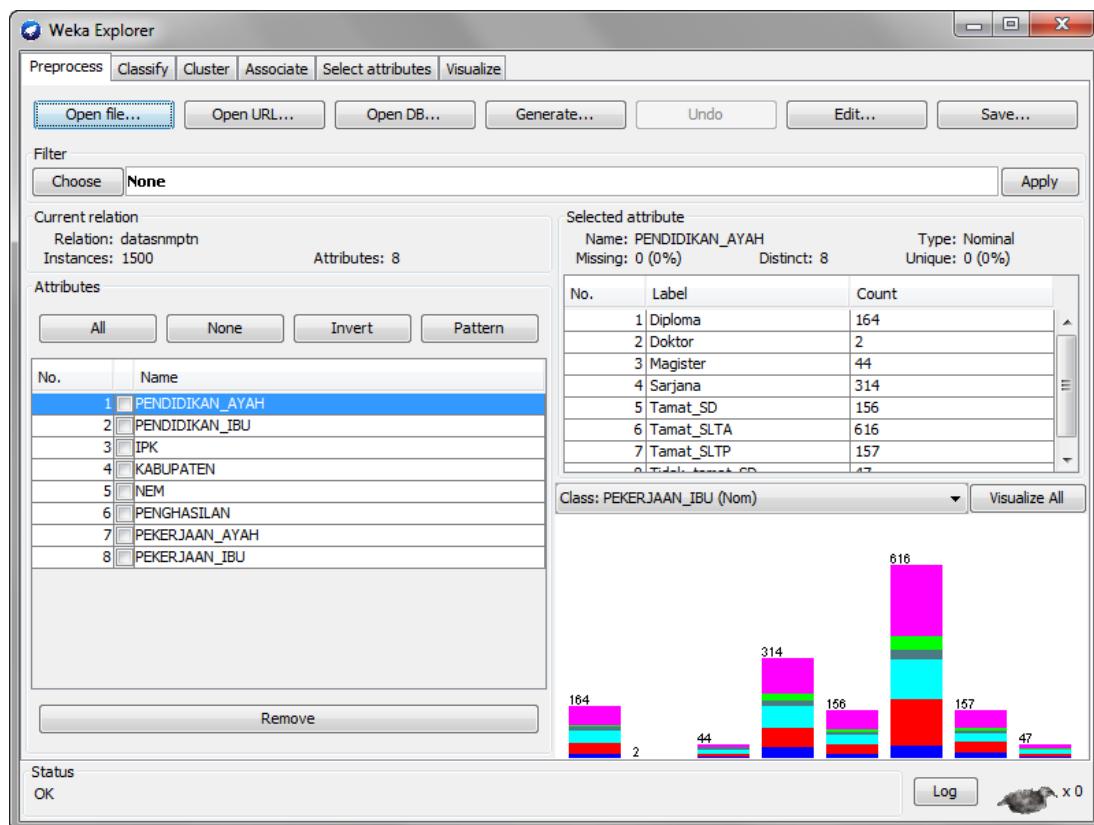 Weka Explorer
Preprocess Classify Cluster Associate Select attributes Visualize
Open file... Open URL... Open DB... Generate... Undo Edit... Save...
Filter
Choose None Apply
Current relation
Relation: datasnmptn
Instances: 1500 Attributes: 8
Attributes
All None Invert Pattern
No. Name
1 PENDIDIKAN_AYAH
2 PENDIDIKAN_IBU
3 IPK
4 KABUPATEN
5 NEM
6 PENGHASILAN
7 PEKERJAAN_AYAH
8 PEKERJAAN_IBU
Remove
Selected attribute
Name: PENDIDIKAN_AYAH Type: Nominal
Missing: 0 (0%) Distinct: 8 Unique: 0 (0%)
No. Label Count
1 Diploma 164
2 Doktor 2
3 Magister 44
4 Sarjana 314
5 Tamat_SD 156
6 Tamat_SLTA 616
7 Tamat_SLTP 157
8 Tidak_tamat_SD 47
Class: PEKERJAAN_IBU (Nom) Visualize All
164 2 44 314 156 616 157 47
Status
OK
Log x 0